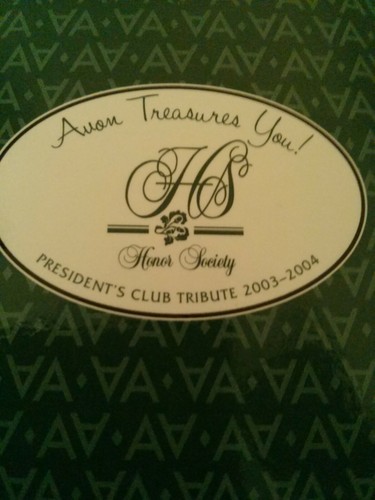 Avon Treasures You!
HS
Honor Society
PRESIDENT'S CLUB TRIBUTE 2003-2004